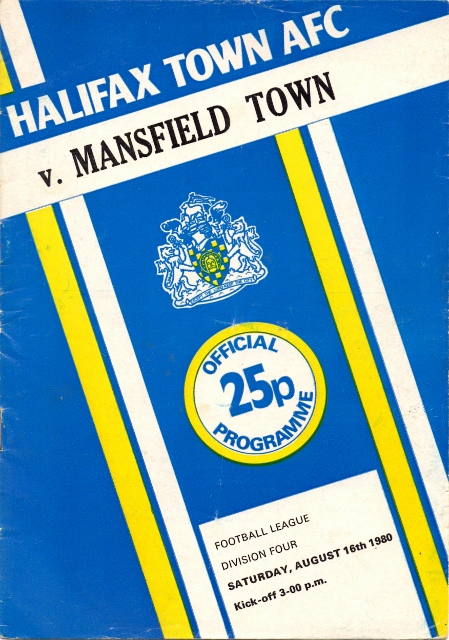 HALIFAX TOWN AFC
v. MANSFIELD TOWN
OFFICIAL
25p
PROGRAMME
FOOTBALL LEAGUE
DIVISION FOUR
SATURDAY, AUGUST 16th 1980
Kick-off 3-00 p.m.